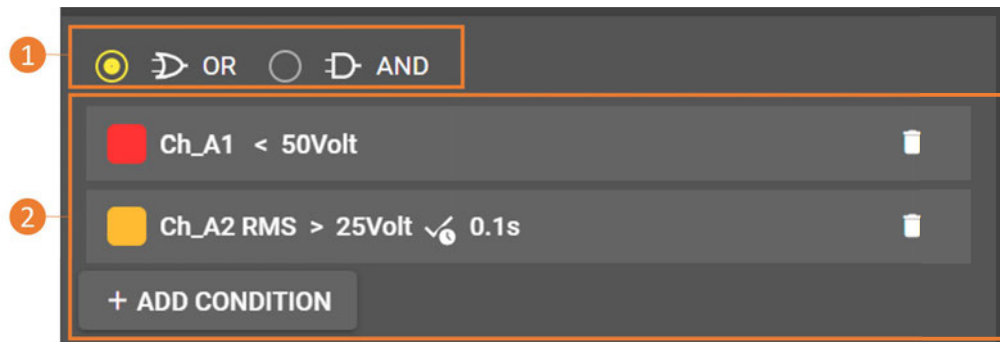 1
OR AND
Ch_A1 < 50Volt
2
Ch_A2 RMS > 25Volt 0.1s
+ ADD CONDITION